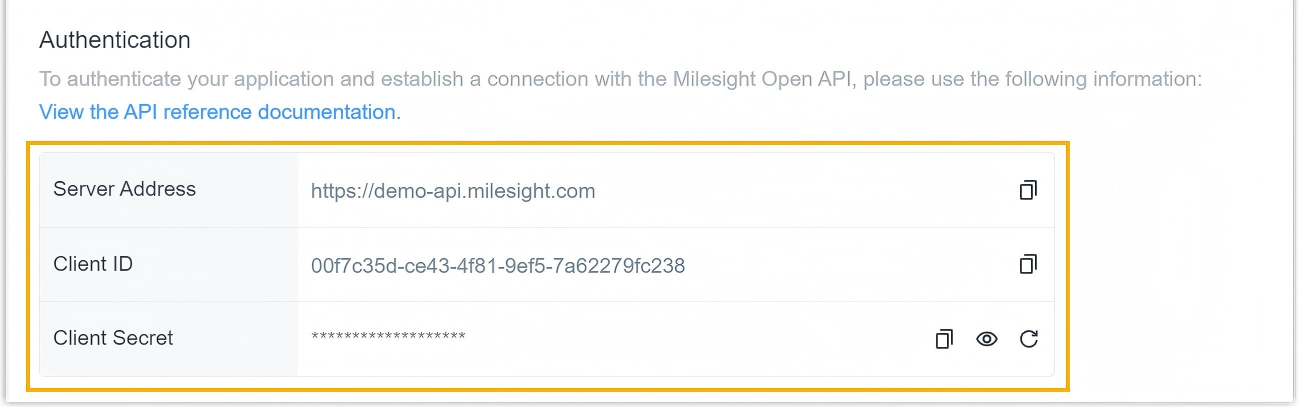 Authentication
To authenticate your application and establish a connection with the Milesight Open API, please use the following information:
View the API reference documentation.
Server Address https://demo-api.milesight.com
Client ID 00f7c35d-ce43-4f81-9ef5-7a62279fc238
Client Secret *******************